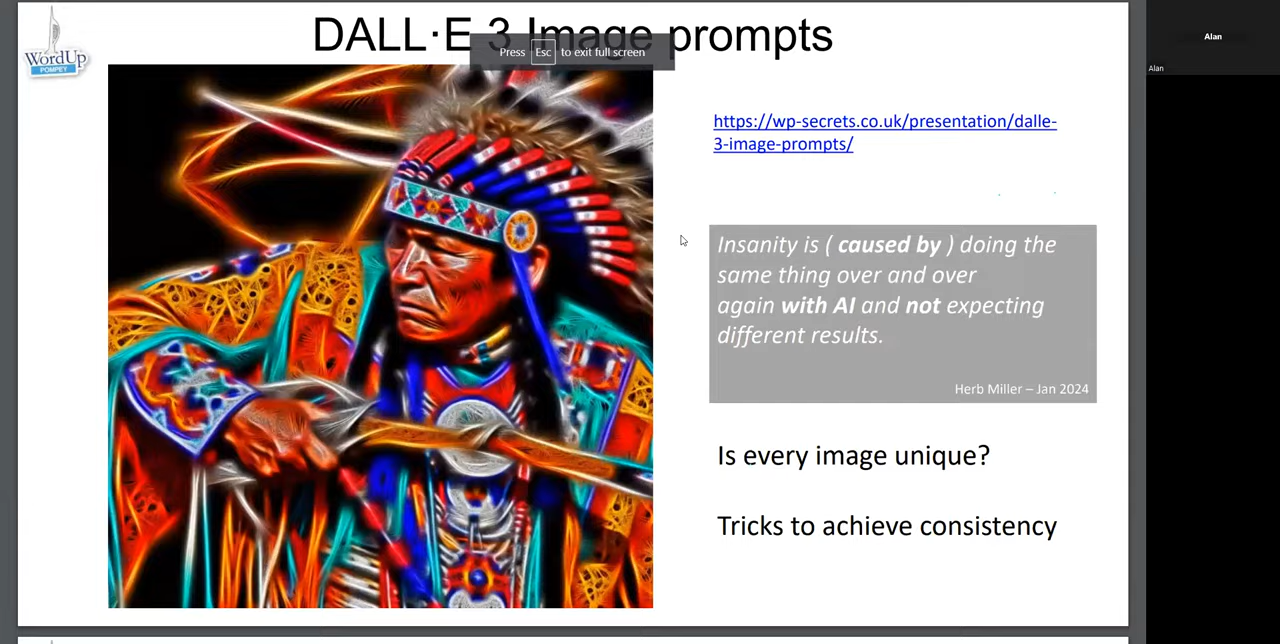 DALL·E 3 Image prompts
Press Esc to exit full screen
WordUp
POMPEY
https://wp-secrets.co.uk/presentation/dalle-
3-image-prompts/
Insanity is ( caused by ) doing the
same thing over and over
again with AI and not expecting
different results.
Herb Miller – Jan 2024
Is every image unique?
Tricks to achieve consistency
Alan
Alan